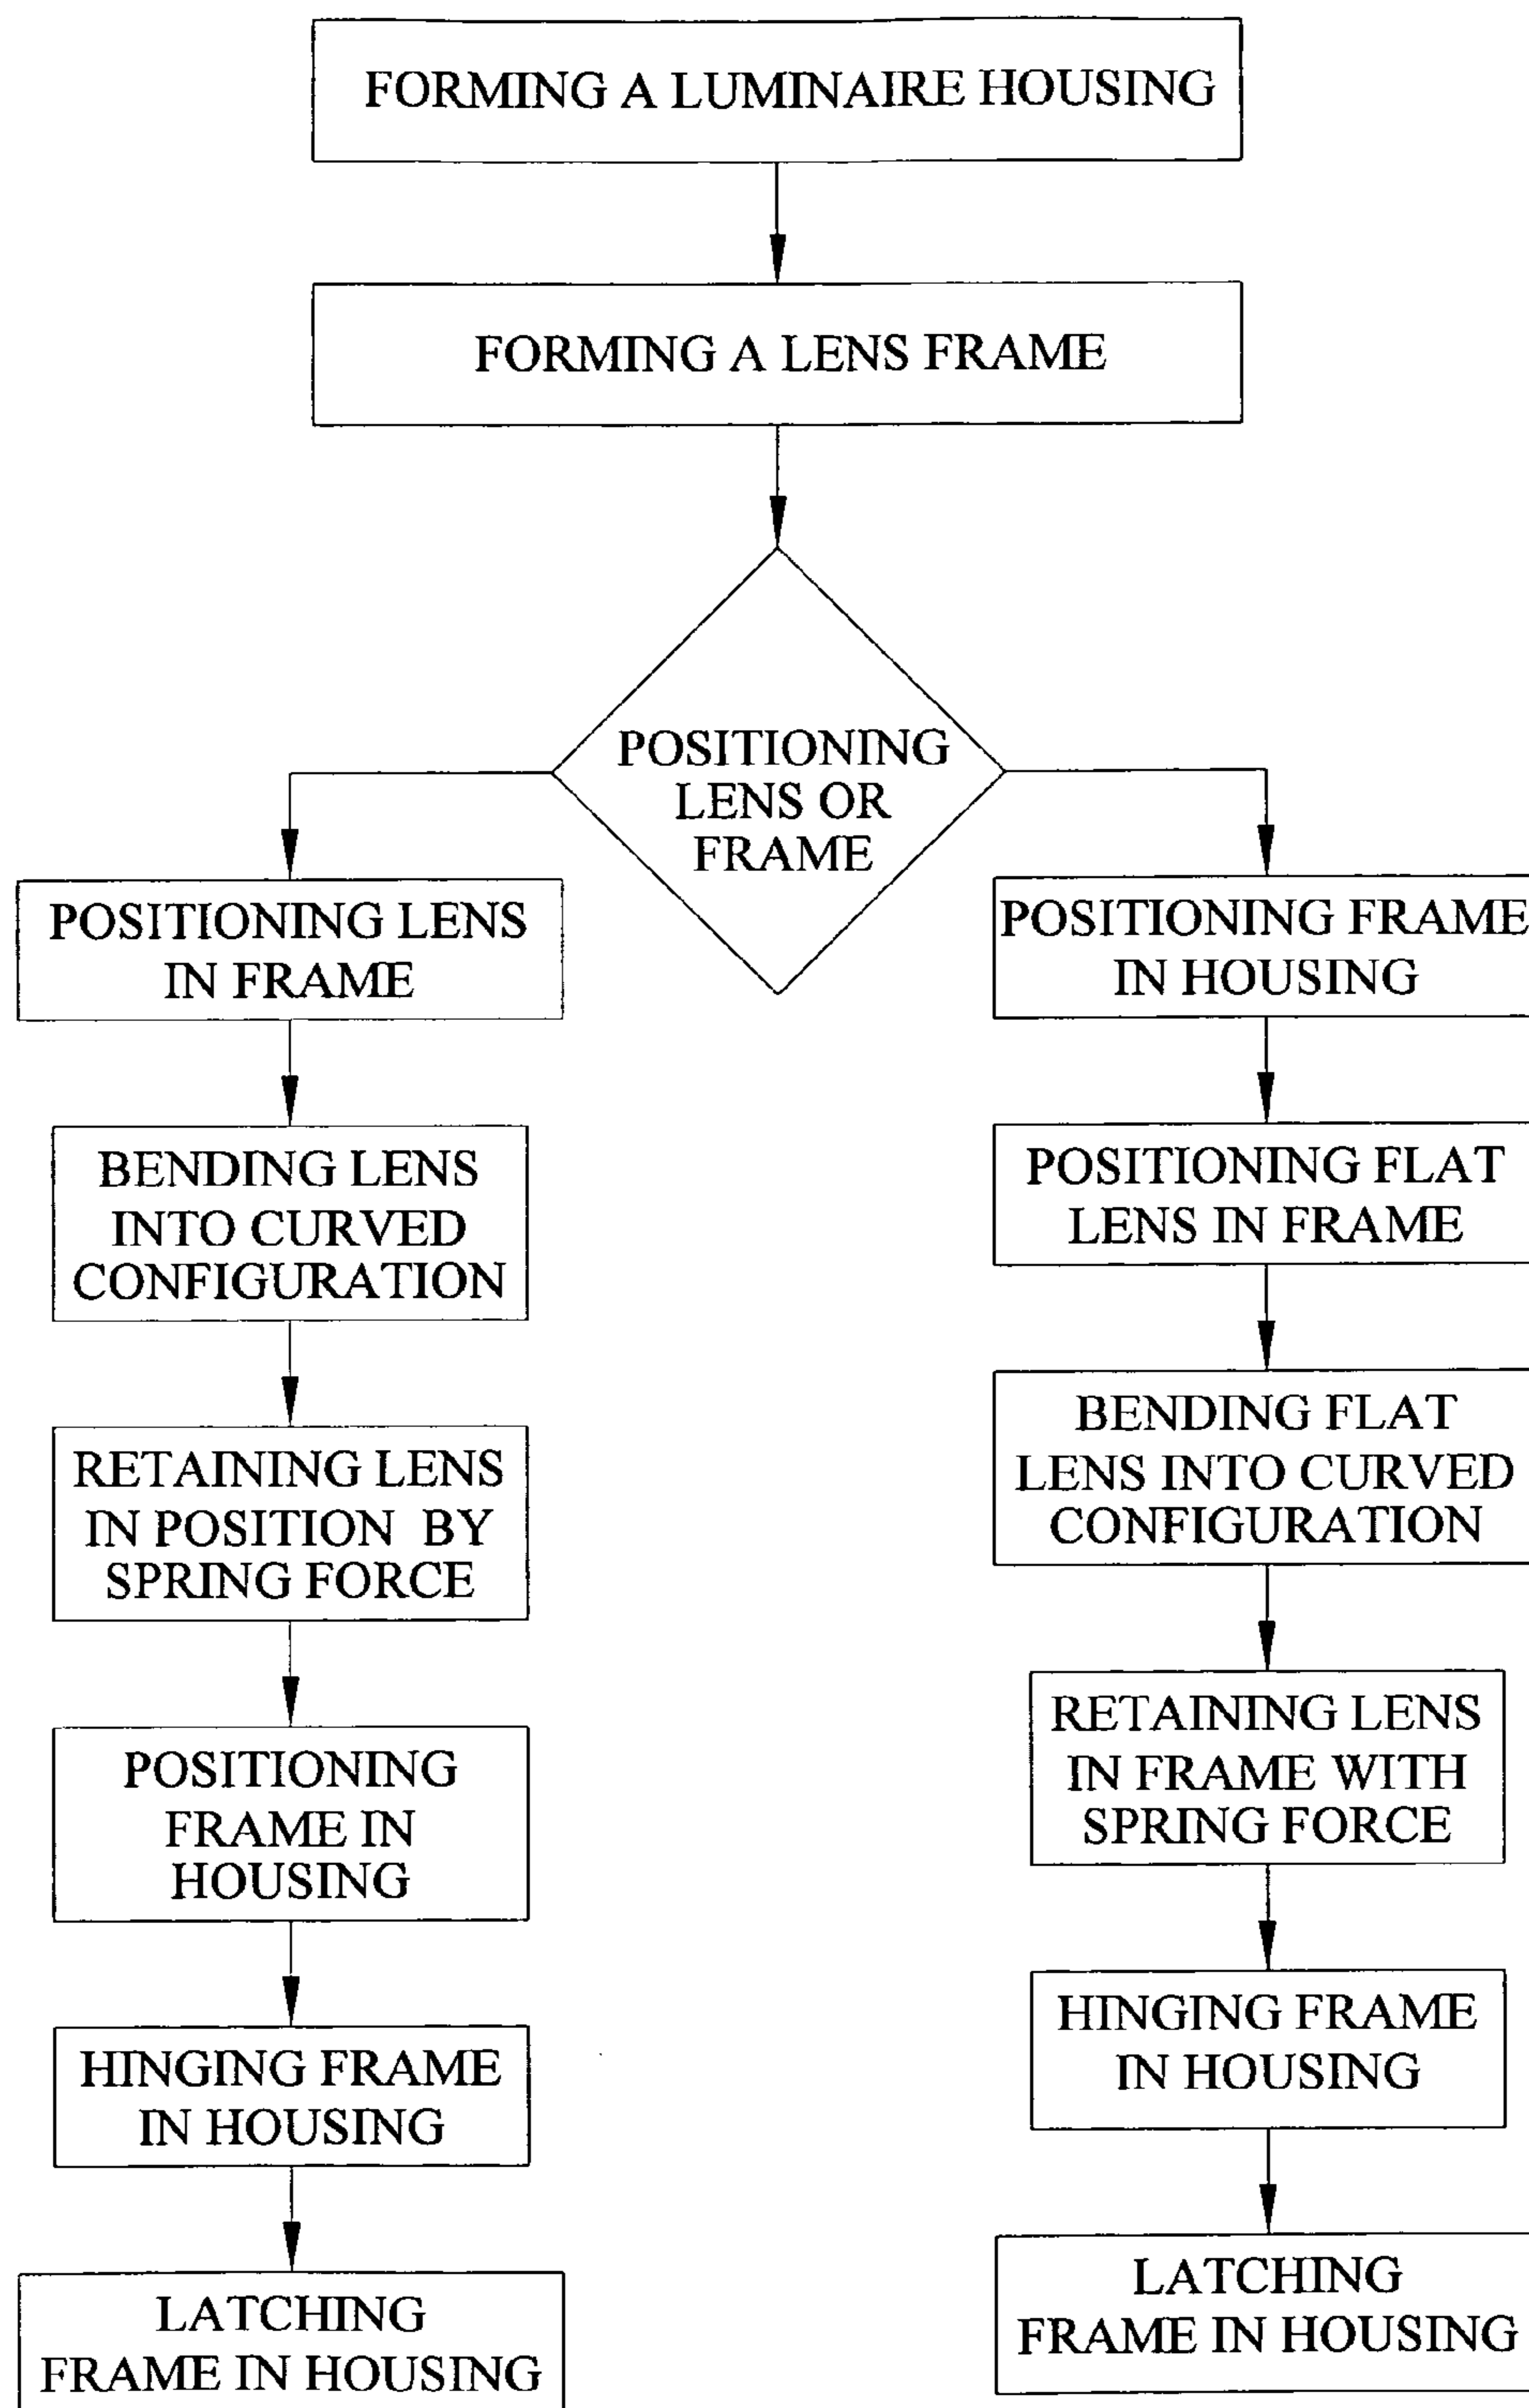 FORMING A LUMINAIRE HOUSING
FORMING A LENS FRAME
POSITIONING
LENS OR
FRAME
POSITIONING LENS
IN FRAME
BENDING LENS
INTO CURVED
CONFIGURATION
RETAINING LENS
IN POSITION BY
SPRING FORCE
POSITIONING
FRAME IN
HOUSING
HINGING FRAME
IN HOUSING
LATCHING
FRAME IN HOUSING
POSITIONING FRAME
IN HOUSING
POSITIONING FLAT
LENS IN FRAME
BENDING FLAT
LENS INTO CURVED
CONFIGURATION
RETAINING LENS
IN FRAME WITH
SPRING FORCE
HINGING FRAME
IN HOUSING
LATCHING
FRAME IN HOUSING